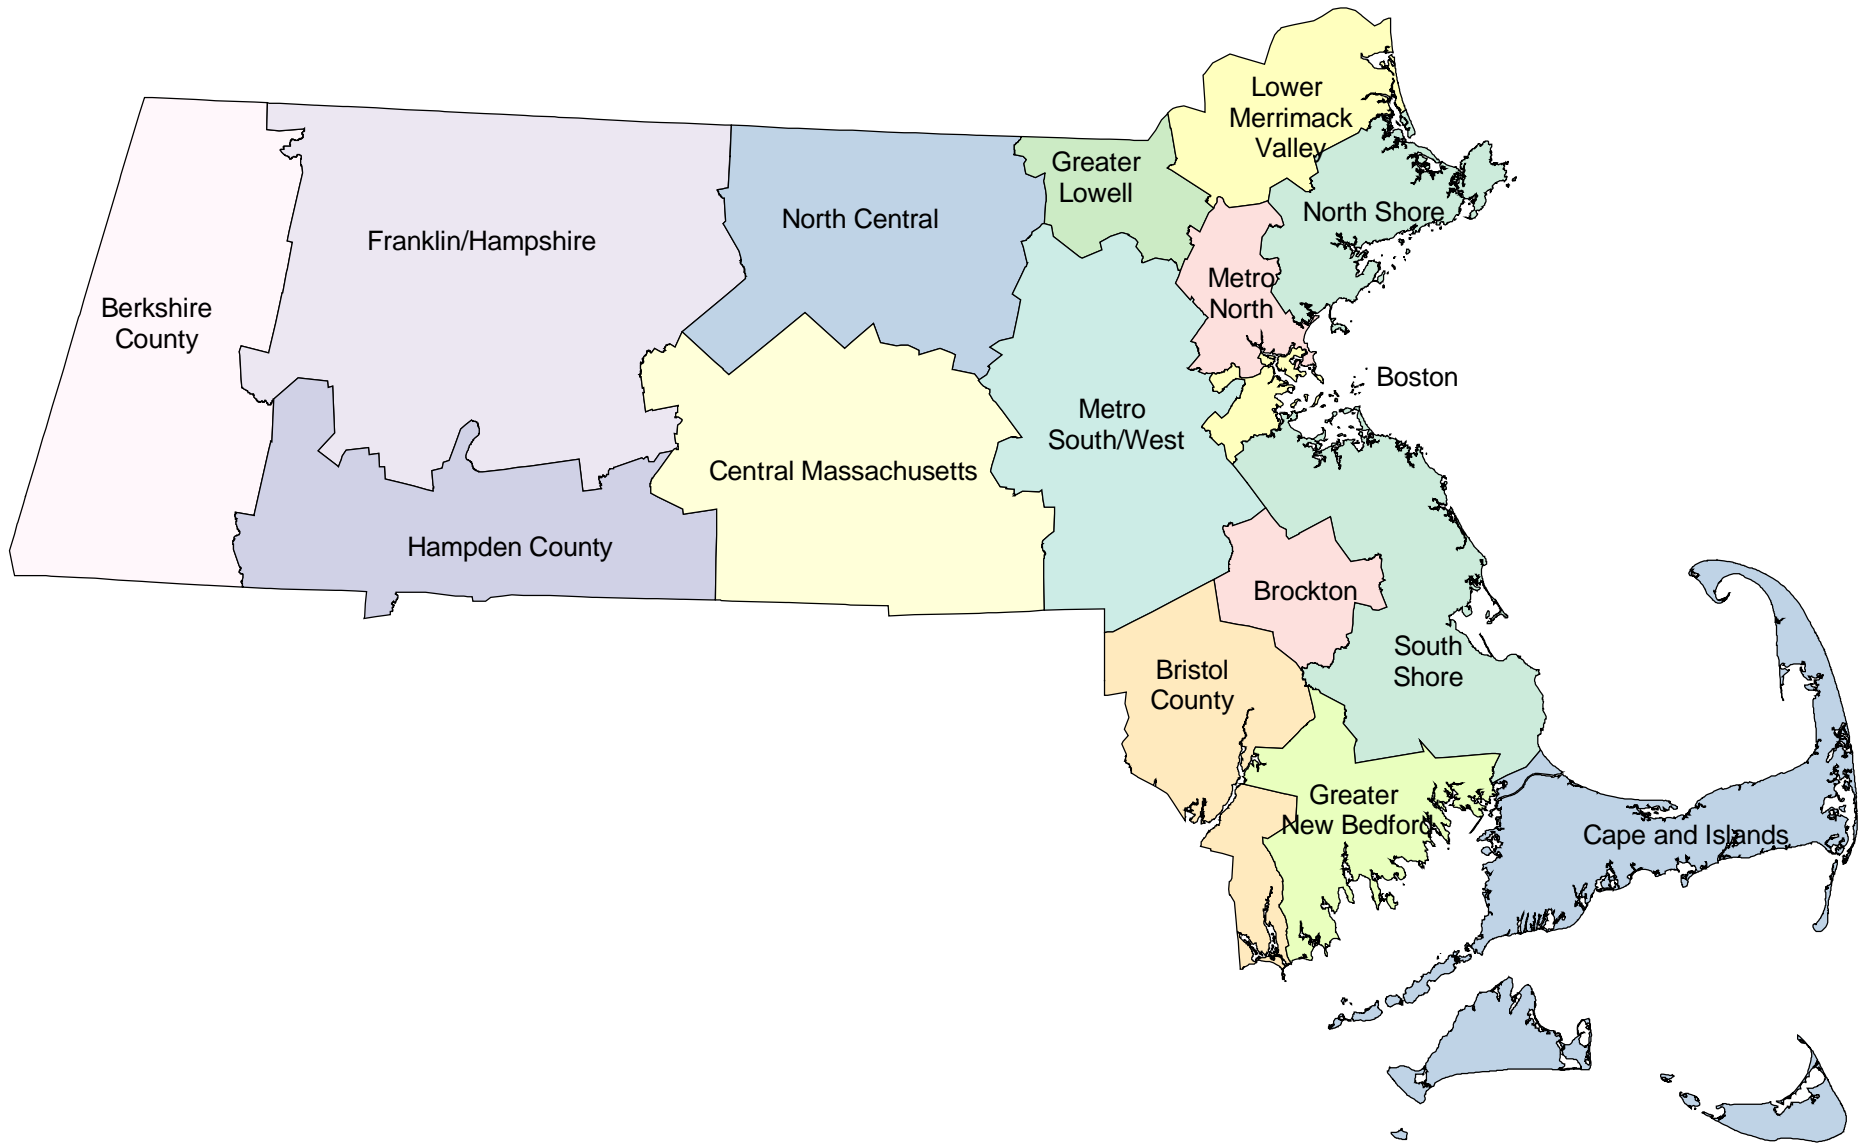 Lower
Merrimack
Valley
Greater
Lowell
North Shore
North Central
Franklin/Hampshire
Metro
North
Berkshire
County
Boston
Metro
South/West
Central Massachusetts
Hampden County
Brockton
South
Shore
Bristol
County
Greater
New Bedford
Cape and Islands